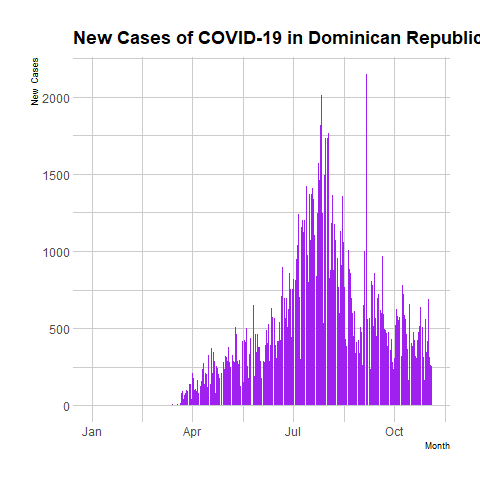 New Cases of COVID-19 in Dominican Republic
New Cases
2000
1500
1000
500
0
Jan Apr Jul Oct
Month